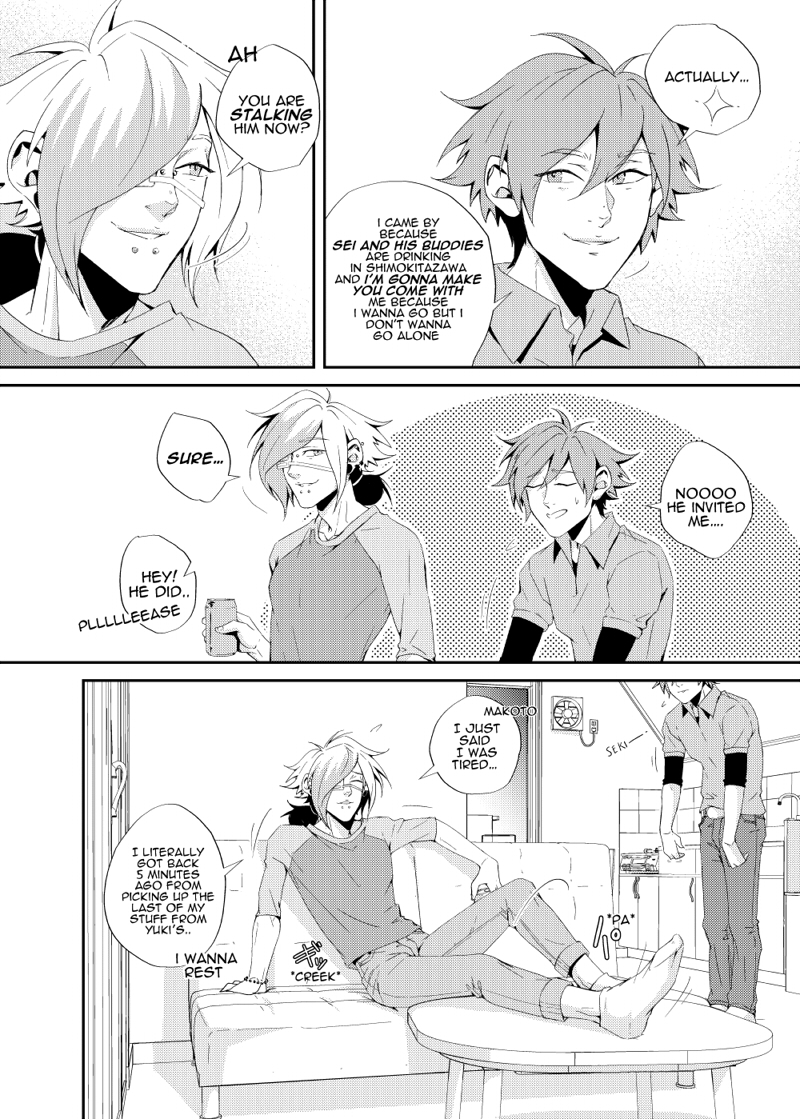 AH
YOU ARE
STALKING
HIM NOW?
ACTUALLY...
I CAME BY
BECAUSE
SEI AND HIS BUDDIES
ARE DRINKING
IN SHIMOKITAZAWA
AND I'M GONNA MAKE
YOU COME WITH
ME BECAUSE
I WANNA GO BUT I
DON'T WANNA
GO ALONE
SURE...
NOOOO
HE INVITED
ME....
HEY!
HE DID..
PLLLLLEEASE
MAKOTO
I JUST
SAID
I WAS
TIRED...
SEKI
I LITERALLY
GOT BACK
5 MINUTES
AGO FROM
PICKING UP THE
LAST OF MY
STUFF FROM
YUKI'S..
I WANNA
REST
ギッ
*CREEK*
*PA*